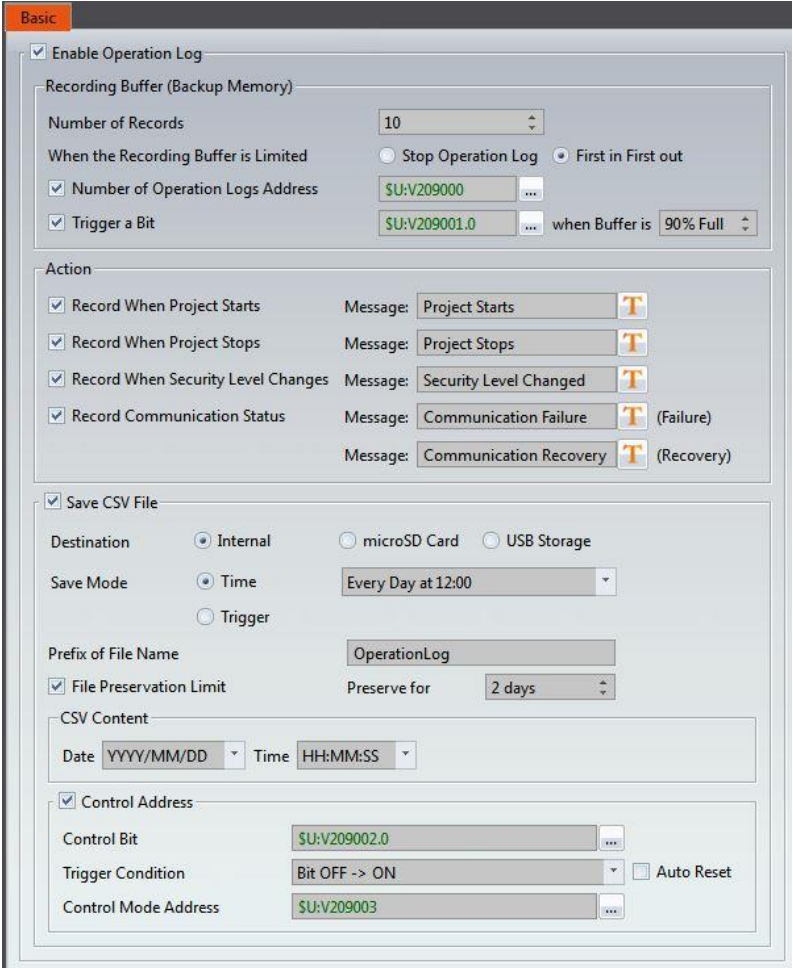 Basic
Enable Operation Log
Recording Buffer (Backup Memory)
Number of Records 10
When the Recording Buffer is Limited Stop Operation Log First in First out
Number of Operation Logs Address $U:V209000 ...
Trigger a Bit $U:V209001.0 ... when Buffer is 90% Full
Action
Record When Project Starts Message: Project Starts T
Record When Project Stops Message: Project Stops T
Record When Security Level Changes Message: Security Level Changed T
Record Communication Status Message: Communication Failure T (Failure)
Message: Communication Recovery T (Recovery)
Save CSV File
Destination Internal microSD Card USB Storage
Save Mode Time Every Day at 12:00
Trigger
Prefix of File Name OperationLog
File Preservation Limit Preserve for 2 days
CSV Content
Date YYYY/MM/DD Time HH:MM:SS
Control Address
Control Bit $U:V209002.0 ...
Trigger Condition Bit OFF -> ON Auto Reset
Control Mode Address $U:V209003 ...